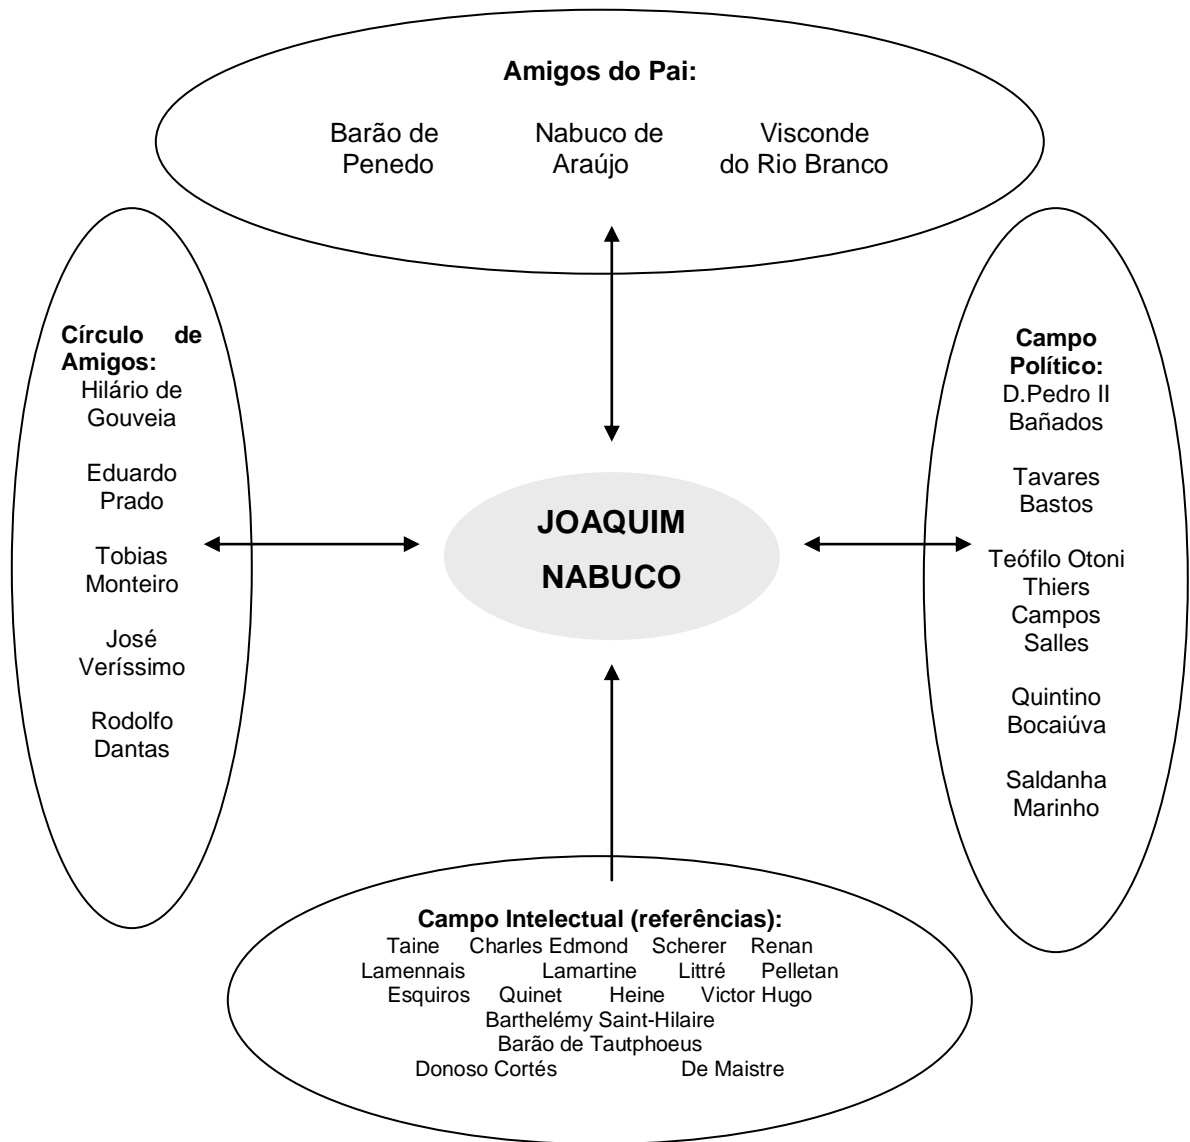 Amigos do Pai:
Barão de Penedo
Nabuco de Araújo
Visconde do Rio Branco
Círculo de
Amigos:
Hilário de
Gouveia
Eduardo
Prado
Tobias
Monteiro
José
Veríssimo
Rodolfo
Dantas
JOAQUIM
NABUCO
Campo
Político:
D.Pedro II
Bañados
Tavares
Bastos
Teófilo Otoni
Thiers
Campos
Salles
Quintino
Bocaiúva
Saldanha
Marinho
Campo Intelectual (referências):
Taine Charles Edmond Scherer Renan
Lamennais Lamartine Littré Pelletan
Esquiros Quinet Heine Victor Hugo
Barthelémy Saint-Hilaire
Barão de Tautphoeus
Donoso Cortés De Maistre